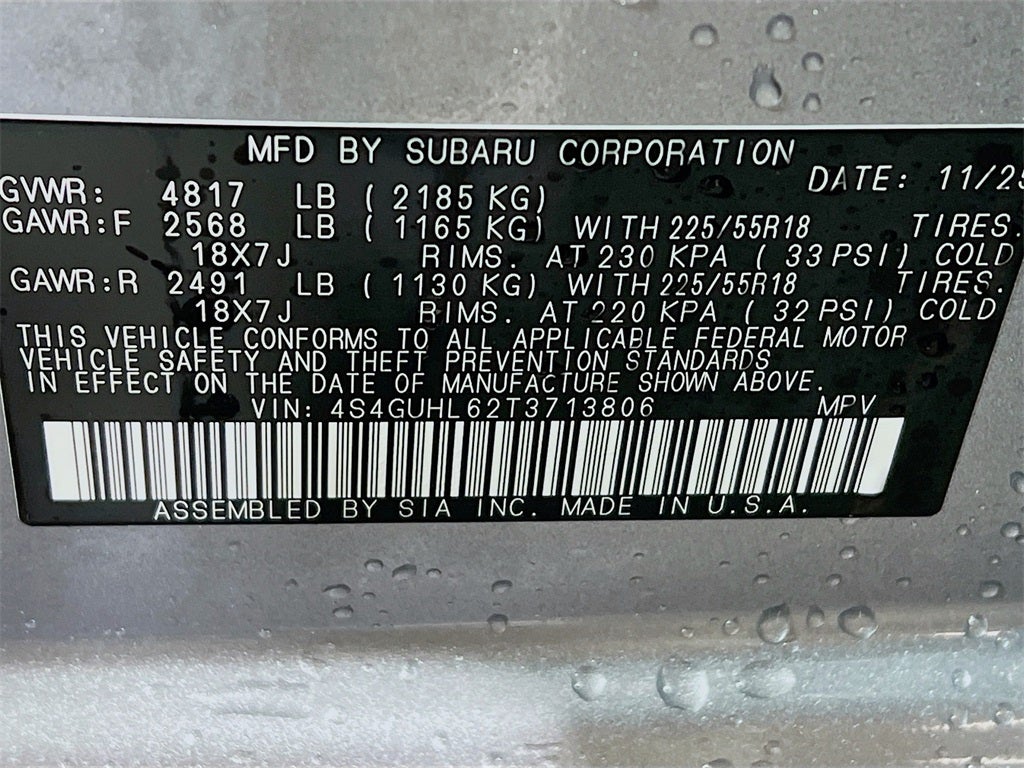 MFD BY SUBARU CORPORATION DATE: 11/25
GVWR: 4817 LB ( 2185 KG)
GAWR:F 2568 LB ( 1165 KG) WITH 225/55R18 TIRES.
18X7J RIMS. AT 230 KPA ( 33 PSI) COLD
GAWR:R 2491 LB ( 1130 KG) WITH 225/55R18 TIRES.
18X7J RIMS. AT 220 KPA ( 32 PSI) COLD
THIS VEHICLE CONFORMS TO ALL APPLICABLE FEDERAL MOTOR
VEHICLE SAFETY AND THEFT PREVENTION STANDARDS
IN EFFECT ON THE DATE OF MANUFACTURE SHOWN ABOVE.
VIN: 4S4GUHL62T3713806 MPV
ASSEMBLED BY SIA INC. MADE IN U.S.A.